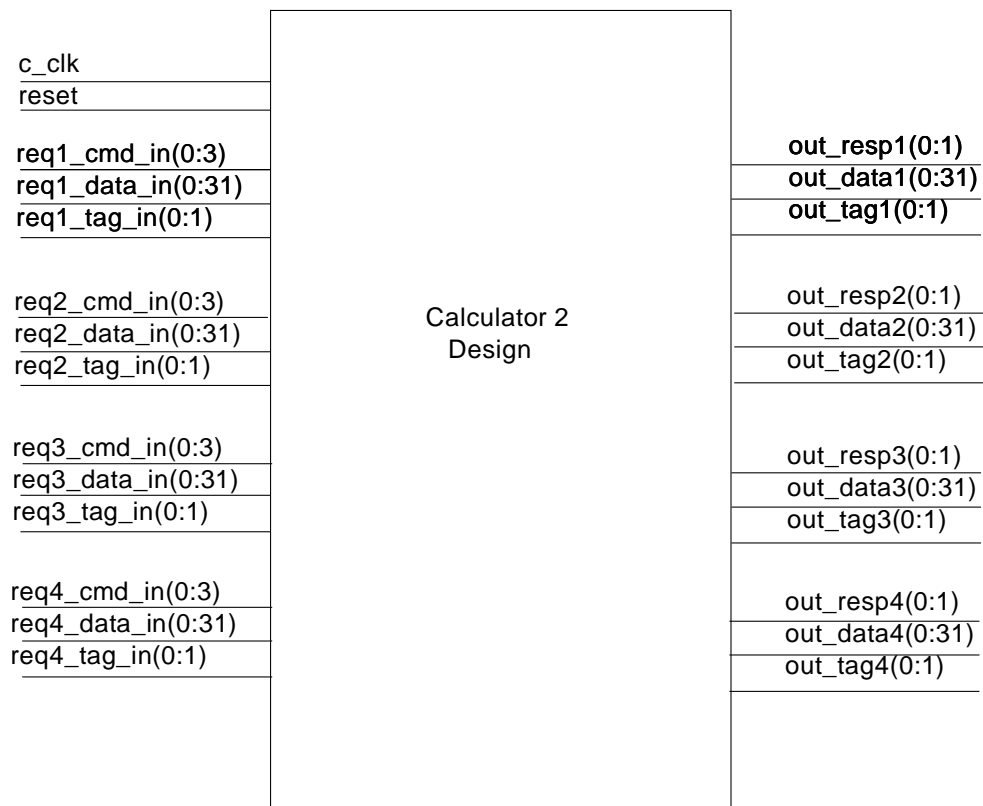 c_clk
reset
req1_cmd_in(0:3)
req1_data_in(0:31)
req1_tag_in(0:1)
req2_cmd_in(0:3)
req2_data_in(0:31)
req2_tag_in(0:1)
req3_cmd_in(0:3)
req3_data_in(0:31)
req3_tag_in(0:1)
req4_cmd_in(0:3)
req4_data_in(0:31)
req4_tag_in(0:1)
Calculator 2
Design
out_resp1(0:1)
out_data1(0:31)
out_tag1(0:1)
out_resp2(0:1)
out_data2(0:31)
out_tag2(0:1)
out_resp3(0:1)
out_data3(0:31)
out_tag3(0:1)
out_resp4(0:1)
out_data4(0:31)
out_tag4(0:1)